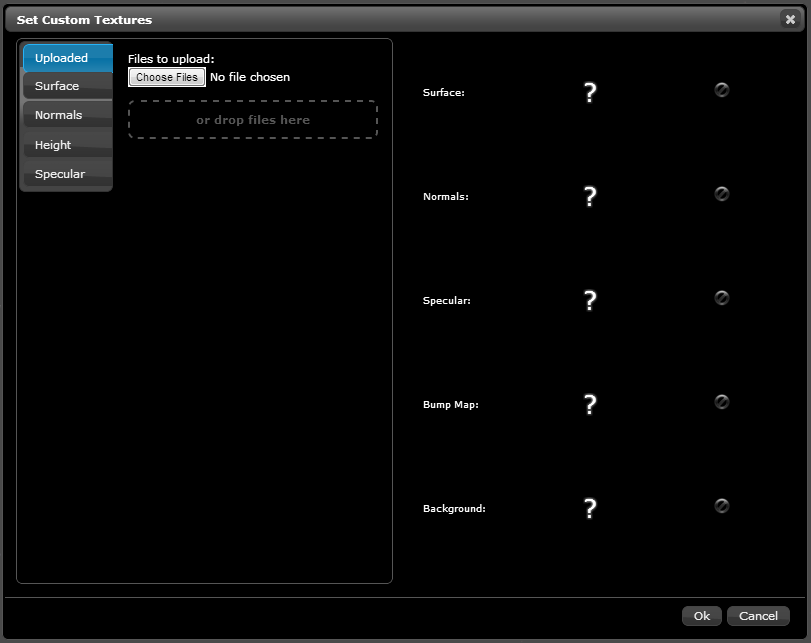 Set Custom Textures
Uploaded
Surface
Normals
Height
Specular
Files to upload:
Choose Files No file chosen
or drop files here
Surface: ?
Normals: ?
Specular: ?
Bump Map: ?
Background: ?
Ok Cancel